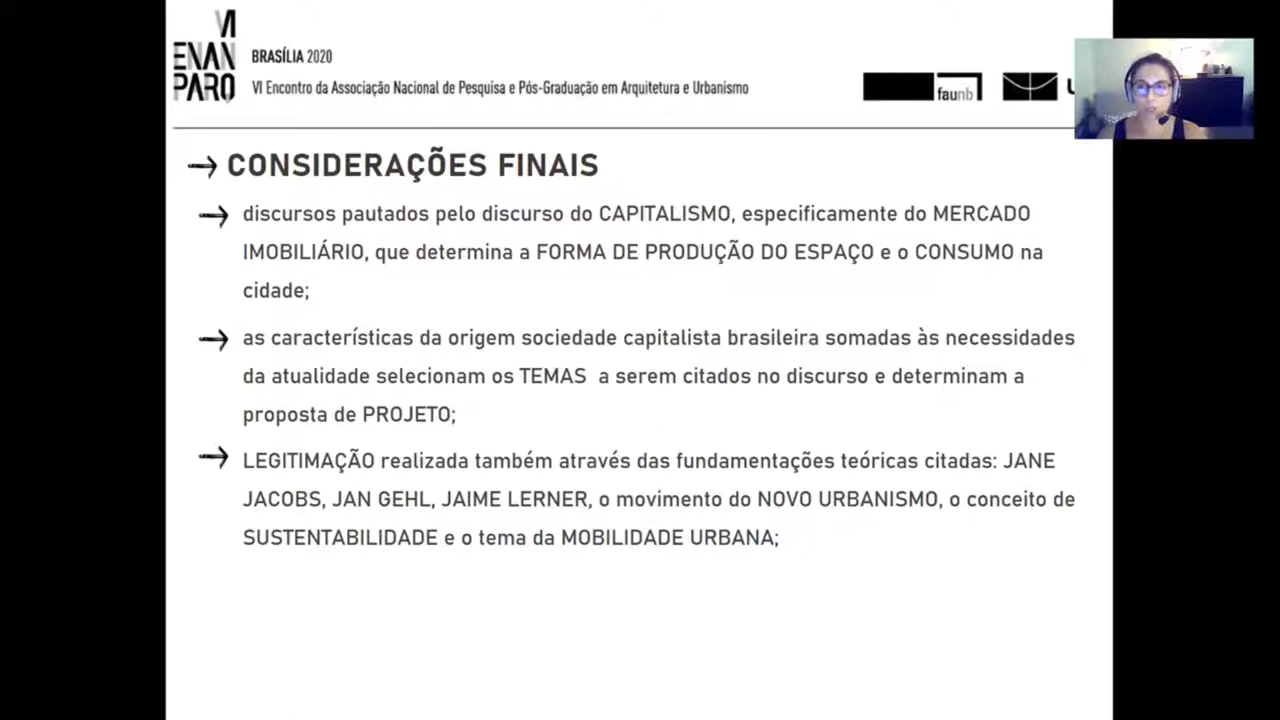 VI
ENAN
PARQ
BRASÍLIA 2020
VI Encontro da Associação Nacional de Pesquisa e Pós-Graduação em Arquitetura e Urbanismo
faunb
→ CONSIDERAÇÕES FINAIS
→ discursos pautados pelo discurso do CAPITALISMO, especificamente do MERCADO
IMOBILIÁRIO, que determina a FORMA DE PRODUÇÃO DO ESPAÇO e o CONSUMO na
cidade;
→ as características da origem sociedade capitalista brasileira somadas às necessidades
da atualidade selecionam os TEMAS a serem citados no discurso e determinam a
proposta de PROJETO;
→ LEGITIMAÇÃO realizada também através das fundamentações teóricas citadas: JANE
JACOBS, JAN GEHL, JAIME LERNER, o movimento do NOVO URBANISMO, o conceito de
SUSTENTABILIDADE e o tema da MOBILIDADE URBANA;